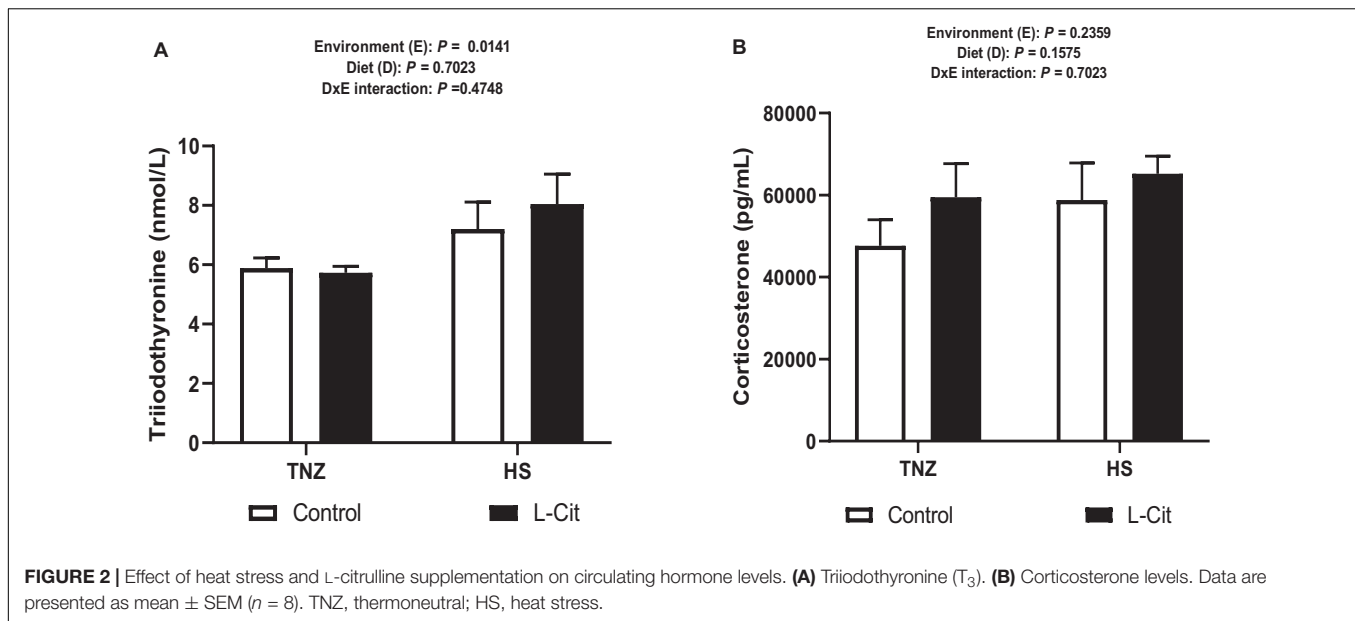 A
Environment (E): P = 0.0141
Diet (D): P = 0.7023
DxE interaction: P =0.4748
Triiodothyronine (nmol/L)
10
8
6
4
2
0
TNZ
HS
Control
L-Cit
B
Environment (E): P = 0.2359
Diet (D): P = 0.1575
DxE interaction: P = 0.7023
Corticosterone (pg/mL)
80000
60000
40000
20000
0
TNZ
HS
Control
L-Cit
FIGURE 2 | Effect of heat stress and L-citrulline supplementation on circulating hormone levels. (A) Triiodothyronine (T₃). (B) Corticosterone levels. Data are
presented as mean ± SEM (n = 8). TNZ, thermoneutral; HS, heat stress.